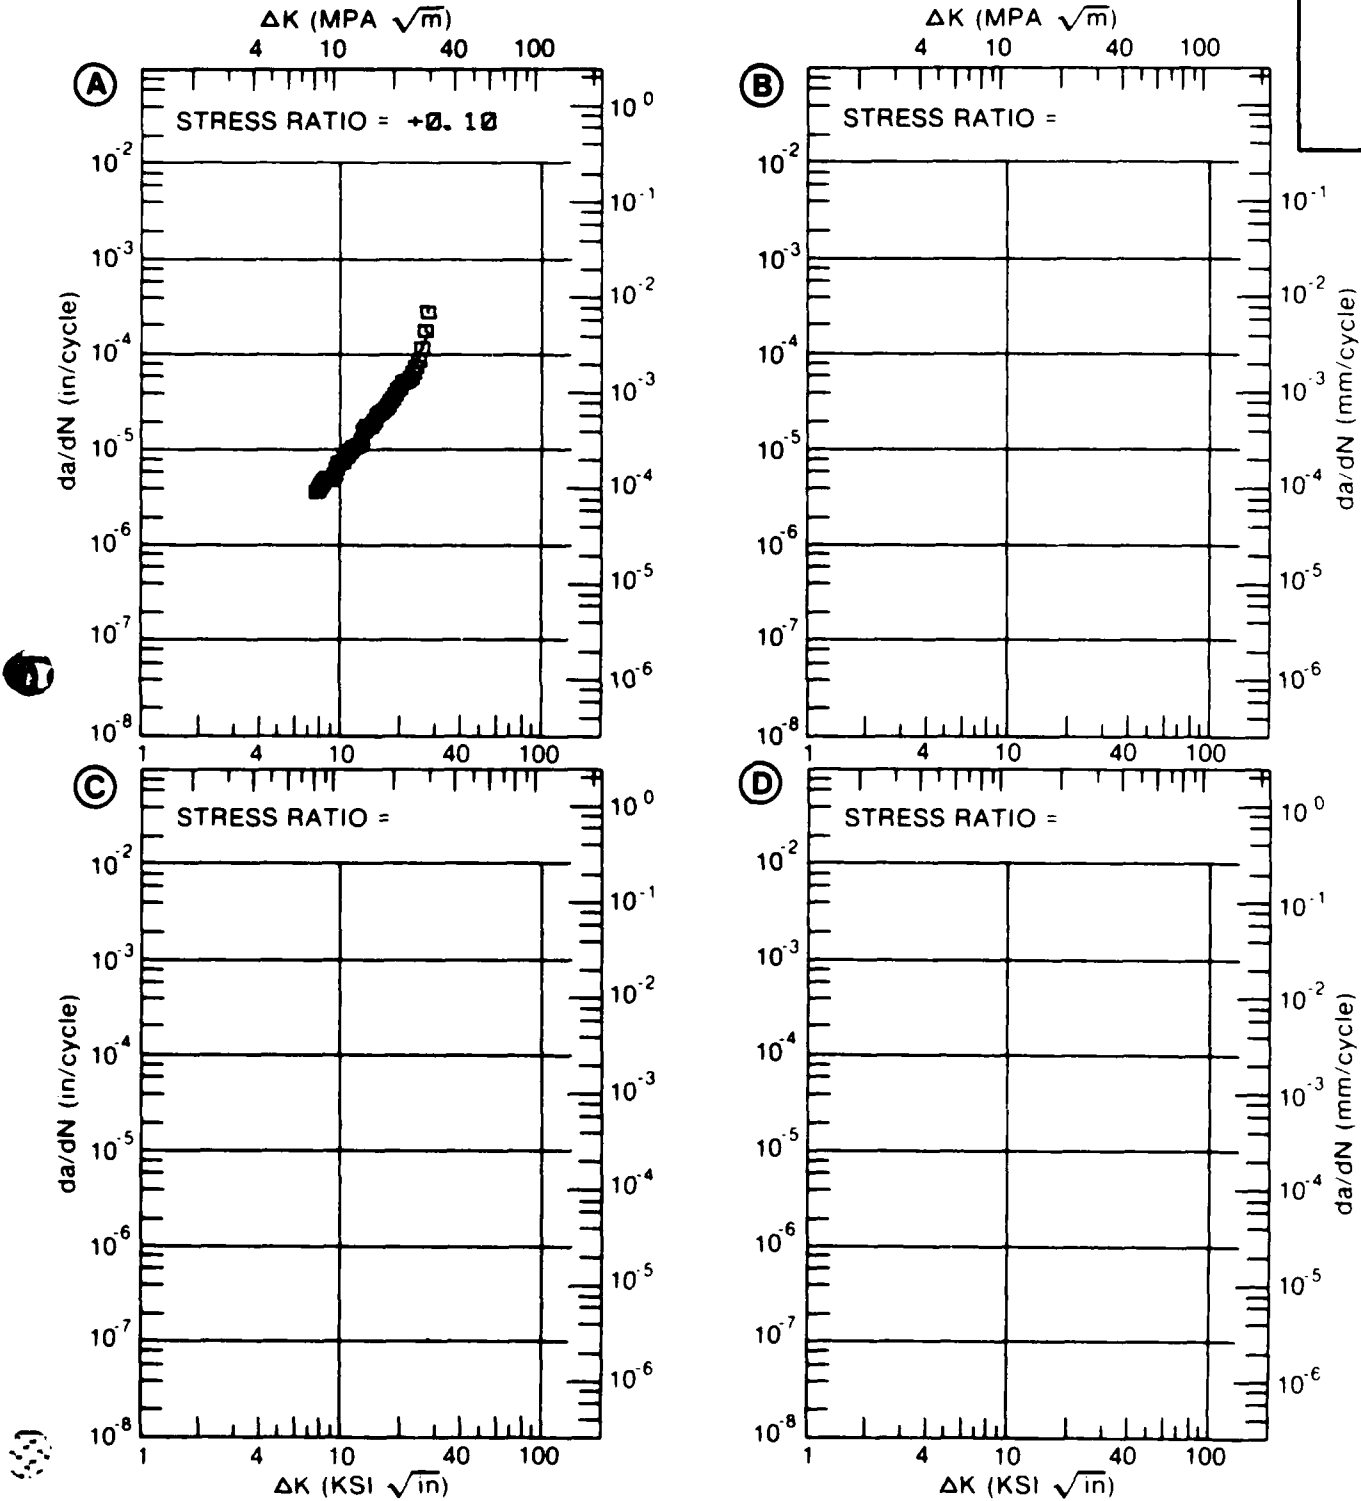 ΔK (MPA √m)
4 10 40 100
A
STRESS RATIO = +0.10
10^-2
10^-3
10^-4
10^-5
10^-6
10^-7
10^-8
da/dN (in/cycle)
10^0
10^-1
10^-2
10^-3
10^-4
10^-5
10^-6
1 4 10 40 100
ΔK (MPA √m)
4 10 40 100
B
STRESS RATIO =
10^-2
10^-3
10^-4
10^-5
10^-6
10^-7
10^-8
10^-1
10^-2
10^-3
10^-4
10^-5
10^-6
da/dN (mm/cycle)
1 4 10 40 100
C
STRESS RATIO =
10^-2
10^-3
10^-4
10^-5
10^-6
10^-7
10^-8
da/dN (in/cycle)
10^0
10^-1
10^-2
10^-3
10^-4
10^-5
10^-6
1 4 10 40 100
ΔK (KSI √in)
D
STRESS RATIO =
10^-2
10^-3
10^-4
10^-5
10^-6
10^-7
10^-8
10^0
10^-1
10^-2
10^-3
10^-4
10^-5
10^-6
da/dN (mm/cycle)
1 4 10 40 100
ΔK (KSI √in)